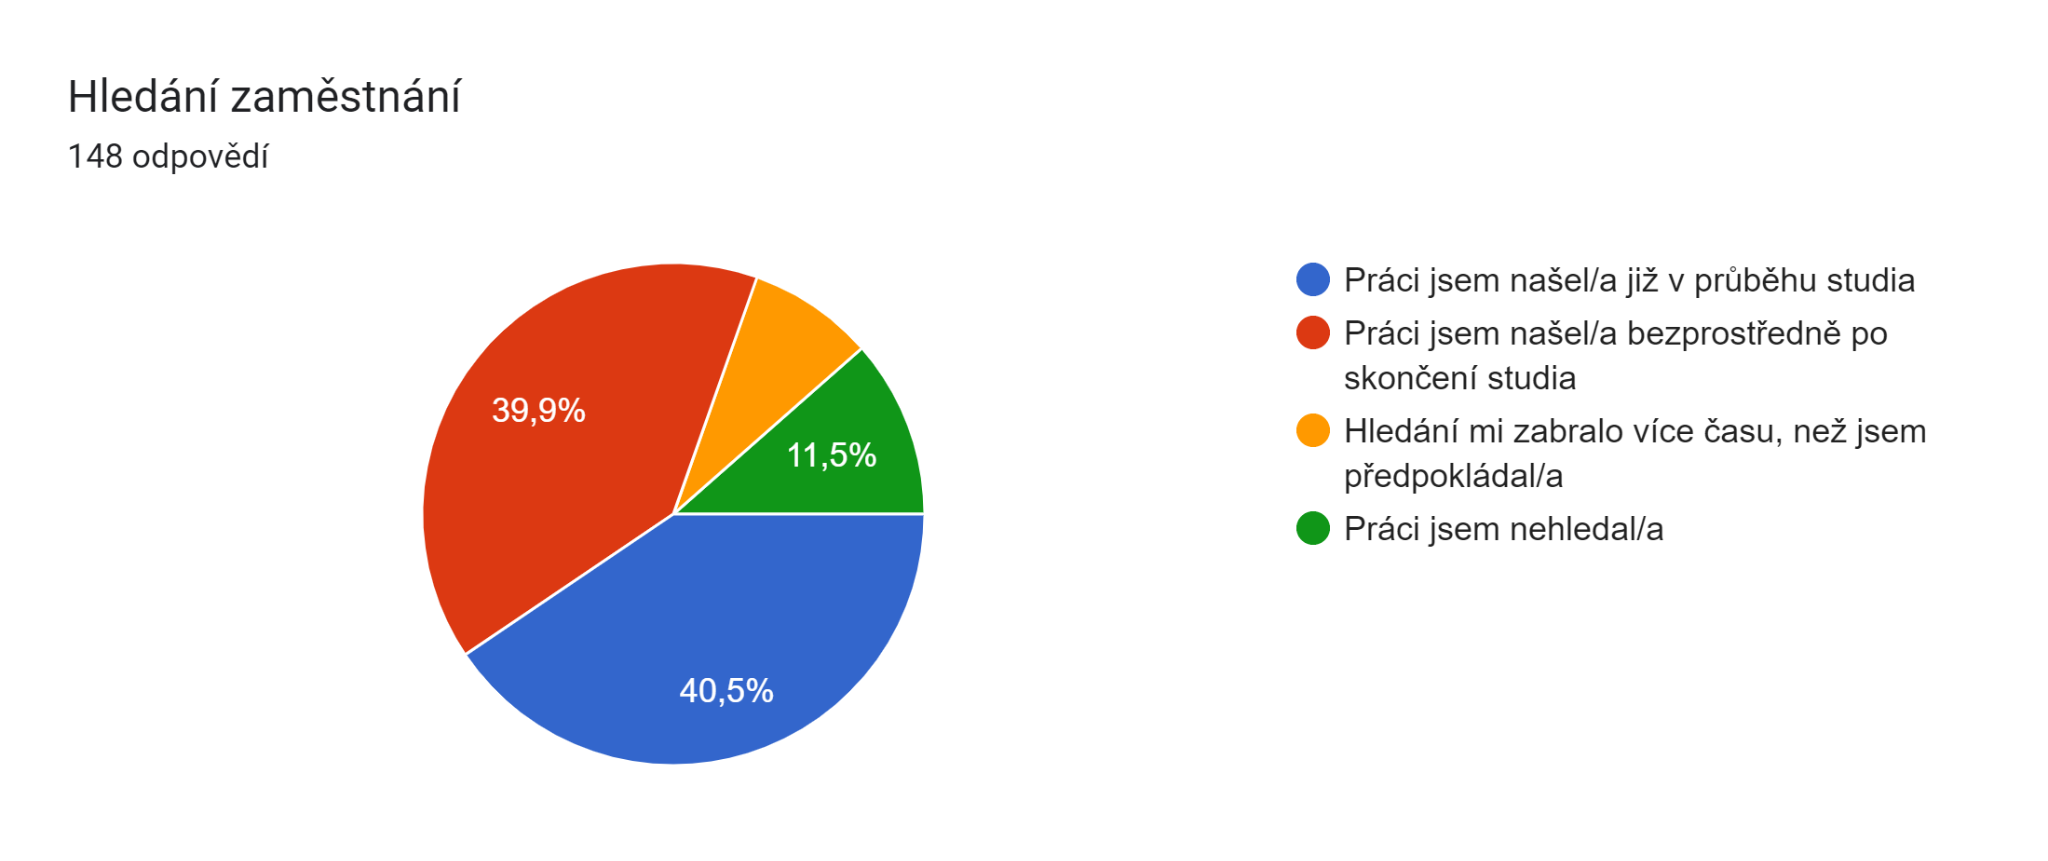 Hledání zaměstnání
148 odpovědí
39,9%
11,5%
40,5%
Práci jsem našel/a již v průběhu studia
Práci jsem našel/a bezprostředně po
skončení studia
Hledání mi zabralo více času, než jsem
předpokládal/a
Práci jsem nehledal/a